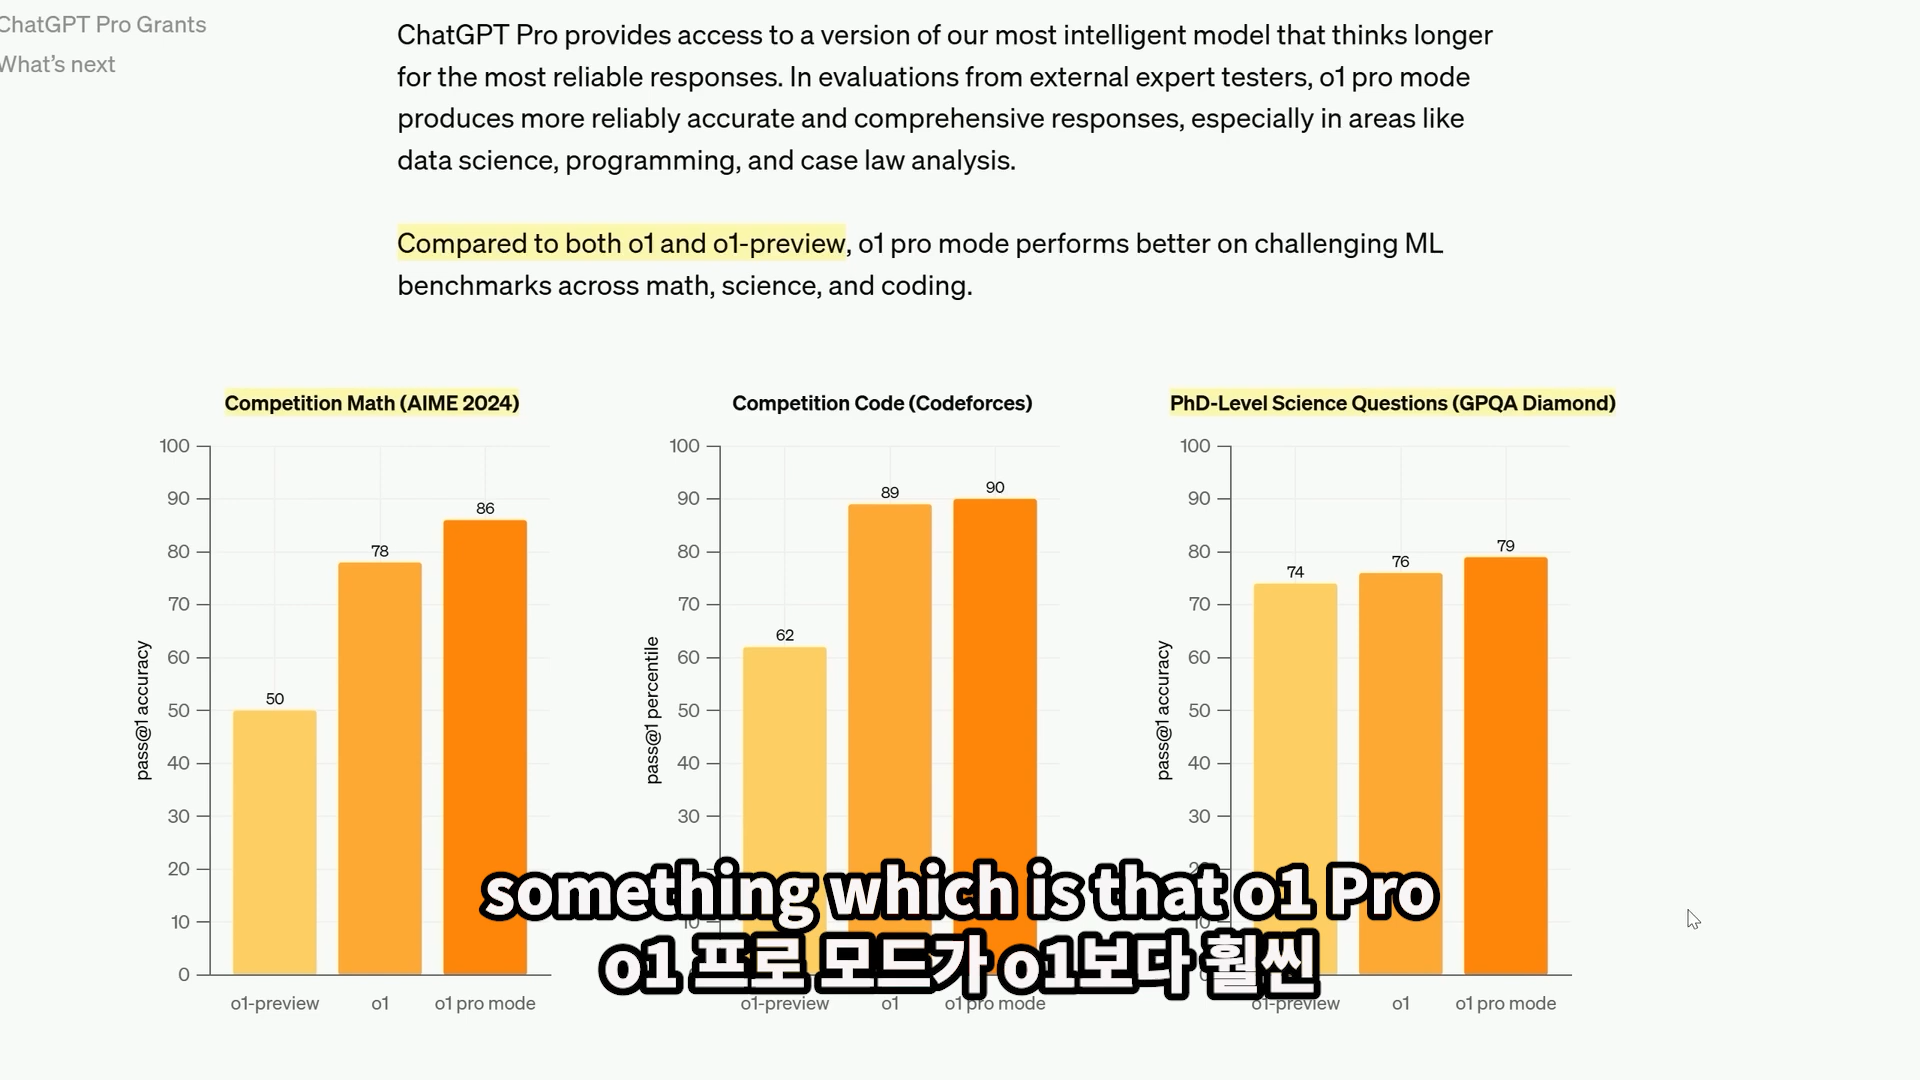 ChatGPT Pro Grants
What's next
ChatGPT Pro provides access to a version of our most intelligent model that thinks longer
for the most reliable responses. In evaluations from external expert testers, o1 pro mode
produces more reliably accurate and comprehensive responses, especially in areas like
data science, programming, and case law analysis.
Compared to both o1 and o1-preview, o1 pro mode performs better on challenging ML
benchmarks across math, science, and coding.
Competition Math (AIME 2024)
100
90
80
70
60
50
40
30
20
10
0
pass@1 accuracy
50
78
86
o1-preview
o1
o1 pro mode
Competition Code (Codeforces)
100
90
80
70
60
50
40
30
10
pass@1 percentile
62
89
90
o1-preview
o1
o1 pro mode
PhD-Level Science Questions (GPQA Diamond)
100
90
80
70
60
50
40
30
20
10
0
pass@1 accuracy
74
76
79
o1-preview
o1
o1 pro mode
something which is that o1 Pro
o1 프로 모드가 o1보다 훨씬